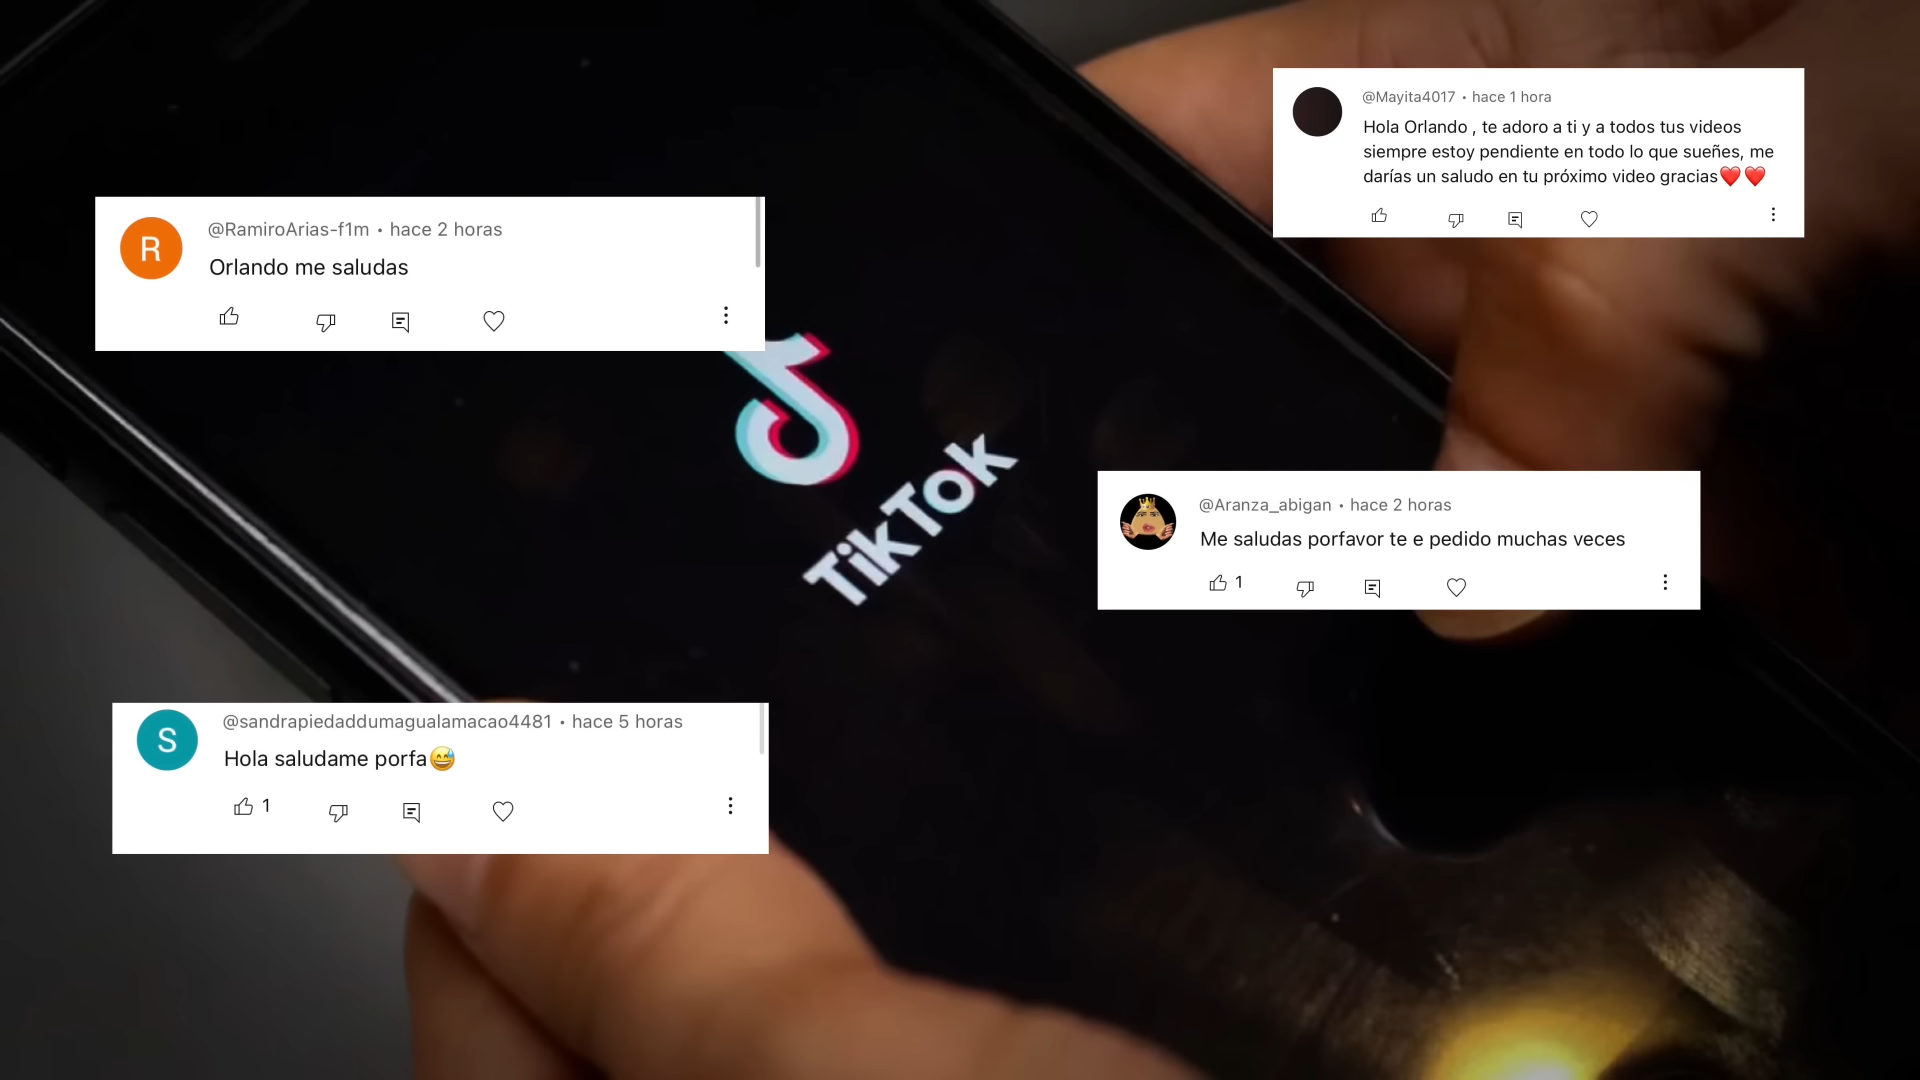 @Mayita4017 • hace 1 hora
Hola Orlando , te adoro a ti y a todos tus videos
siempre estoy pendiente en todo lo que sueñes, me
darías un saludo en tu próximo video gracias❤️❤️
R
@RamiroArias-f1m • hace 2 horas
Orlando me saludas
TikTok
@Aranza_abigan • hace 2 horas
Me saludas porfavor te e pedido muchas veces
1
S
@sandrapiedaddumagualamacao4481 • hace 5 horas
Hola saludame porfa😅
1